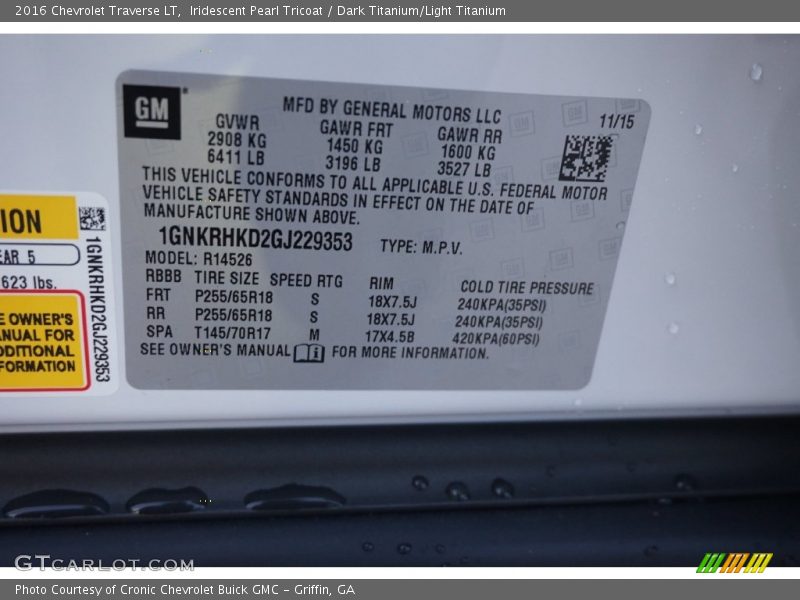 2016 Chevrolet Traverse LT, Iridescent Pearl Tricoat / Dark Titanium/Light Titanium
GM
MFD BY GENERAL MOTORS LLC
11/15
GVWR GAWR FRT GAWR RR
2908 KG 1450 KG 1600 KG
6411 LB 3196 LB 3527 LB
THIS VEHICLE CONFORMS TO ALL APPLICABLE U.S. FEDERAL MOTOR
VEHICLE SAFETY STANDARDS IN EFFECT ON THE DATE OF
MANUFACTURE SHOWN ABOVE.
1GNKRHKD2GJ229353 TYPE: M.P.V.
MODEL: R14526
RBBB TIRE SIZE SPEED RTG RIM COLD TIRE PRESSURE
FRT P255/65R18 S 18X7.5J 240KPA(35PSI)
RR P255/65R18 S 18X7.5J 240KPA(35PSI)
SPA T145/70R17 M 17X4.5B 420KPA(60PSI)
SEE OWNER'S MANUAL FOR MORE INFORMATION.
ION
EAR 5
623 lbs.
E OWNER'S
ANUAL FOR
DDITIONAL
FORMATION
1GNKRHKD2GJ229353
GTcarlot.com
Photo Courtesy of Cronic Chevrolet Buick GMC - Griffin, GA